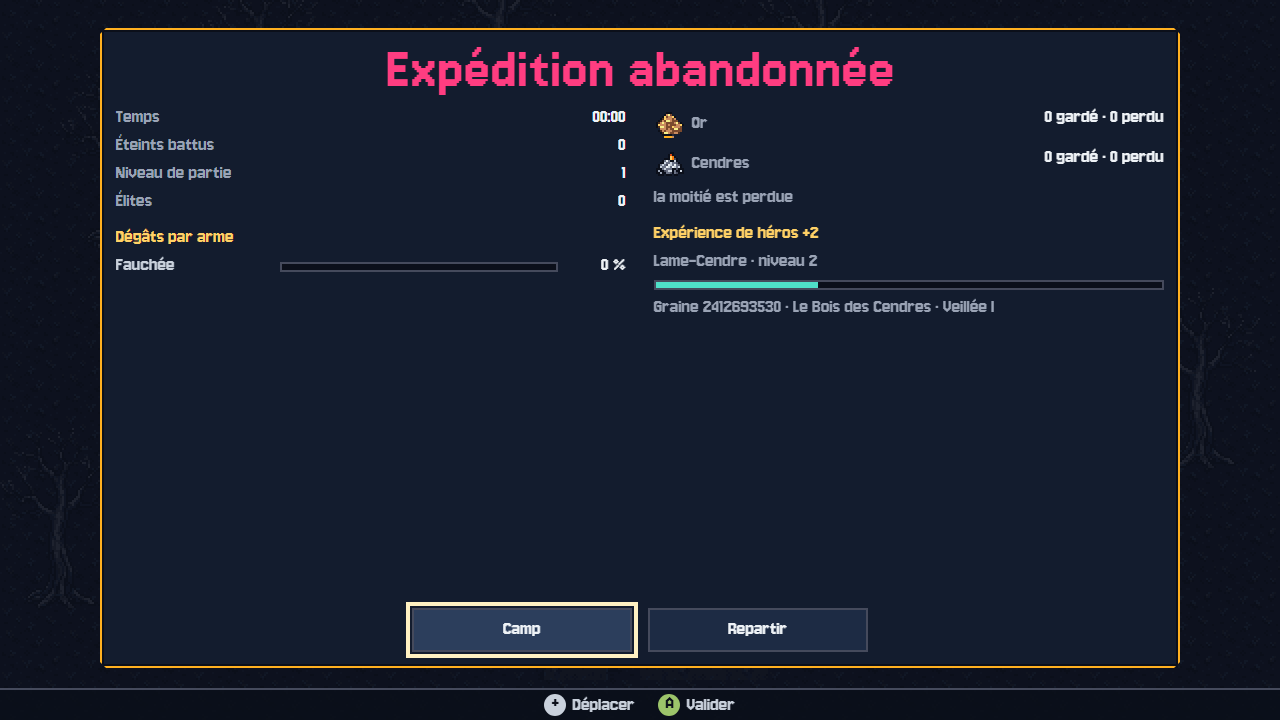 Expédition abandonnée
Temps 00:00
Éteints battus 0
Niveau de partie 1
Élites 0
Dégâts par arme
Fauchée 0 %
Or 0 gardé · 0 perdu
Cendres 0 gardé · 0 perdu
la moitié est perdue
Expérience de héros +2
Lame-Cendre · niveau 2
Graine 2412693530 · Le Bois des Cendres · Veillée I
Camp
Repartir
Déplacer
A Valider